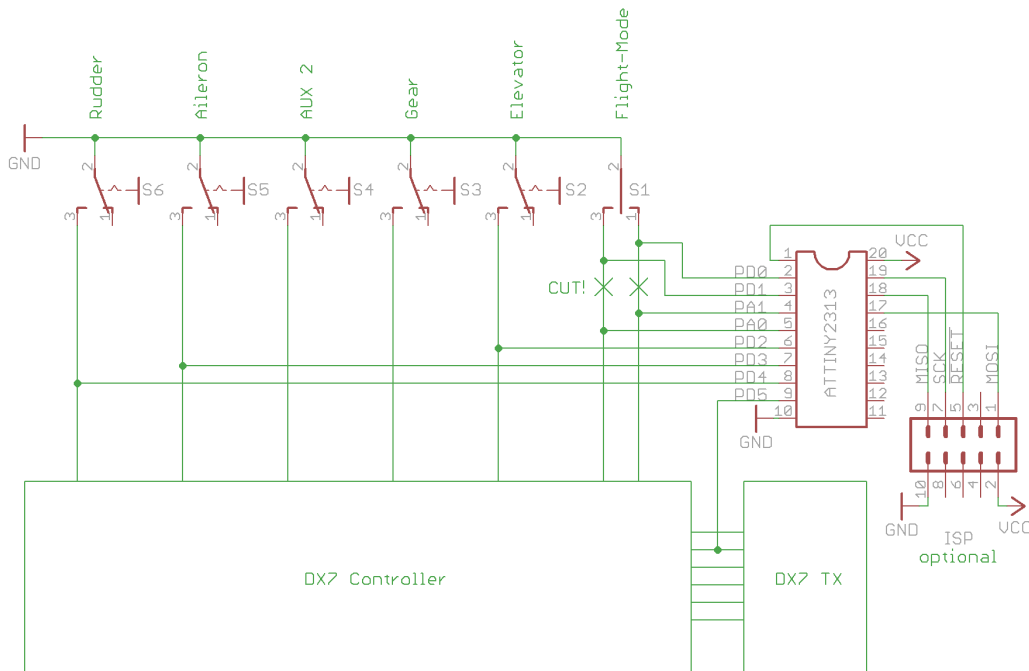 Rudder
Aileron
AUX 2
Gear
Elevator
Flight-Mode
GND
2
2
2
2
2
2
S6
S5
S4
S3
S2
S1
3 1
3 1
3 1
3 1
3 1
3 1
CUT!
VCC
1 20
PD0 2 19
PD1 3 18
PA1 4 17
PA0 5 16
PD2 6 15
PD3 7 14
PD4 8 13
PD5 9 12
10 11
ATTINY2313
GND
MISO
SCK
RESET
MOSI
9 7 5 3 1
10 8 6 4 2
GND
VCC
ISP
optional
DX7 Controller
DX7 TX